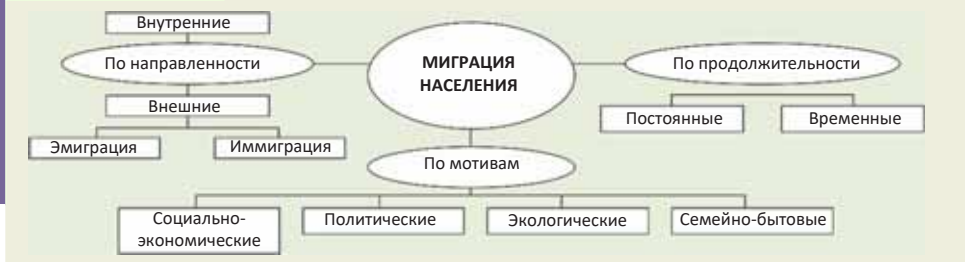 Внутренние
По направленности
Внешние
Эмиграция
Иммиграция
МИГРАЦИЯ
НАСЕЛЕНИЯ
По продолжительности
Постоянные
Временные
По мотивам
Социально-
экономические
Политические
Экологические
Семейно-бытовые